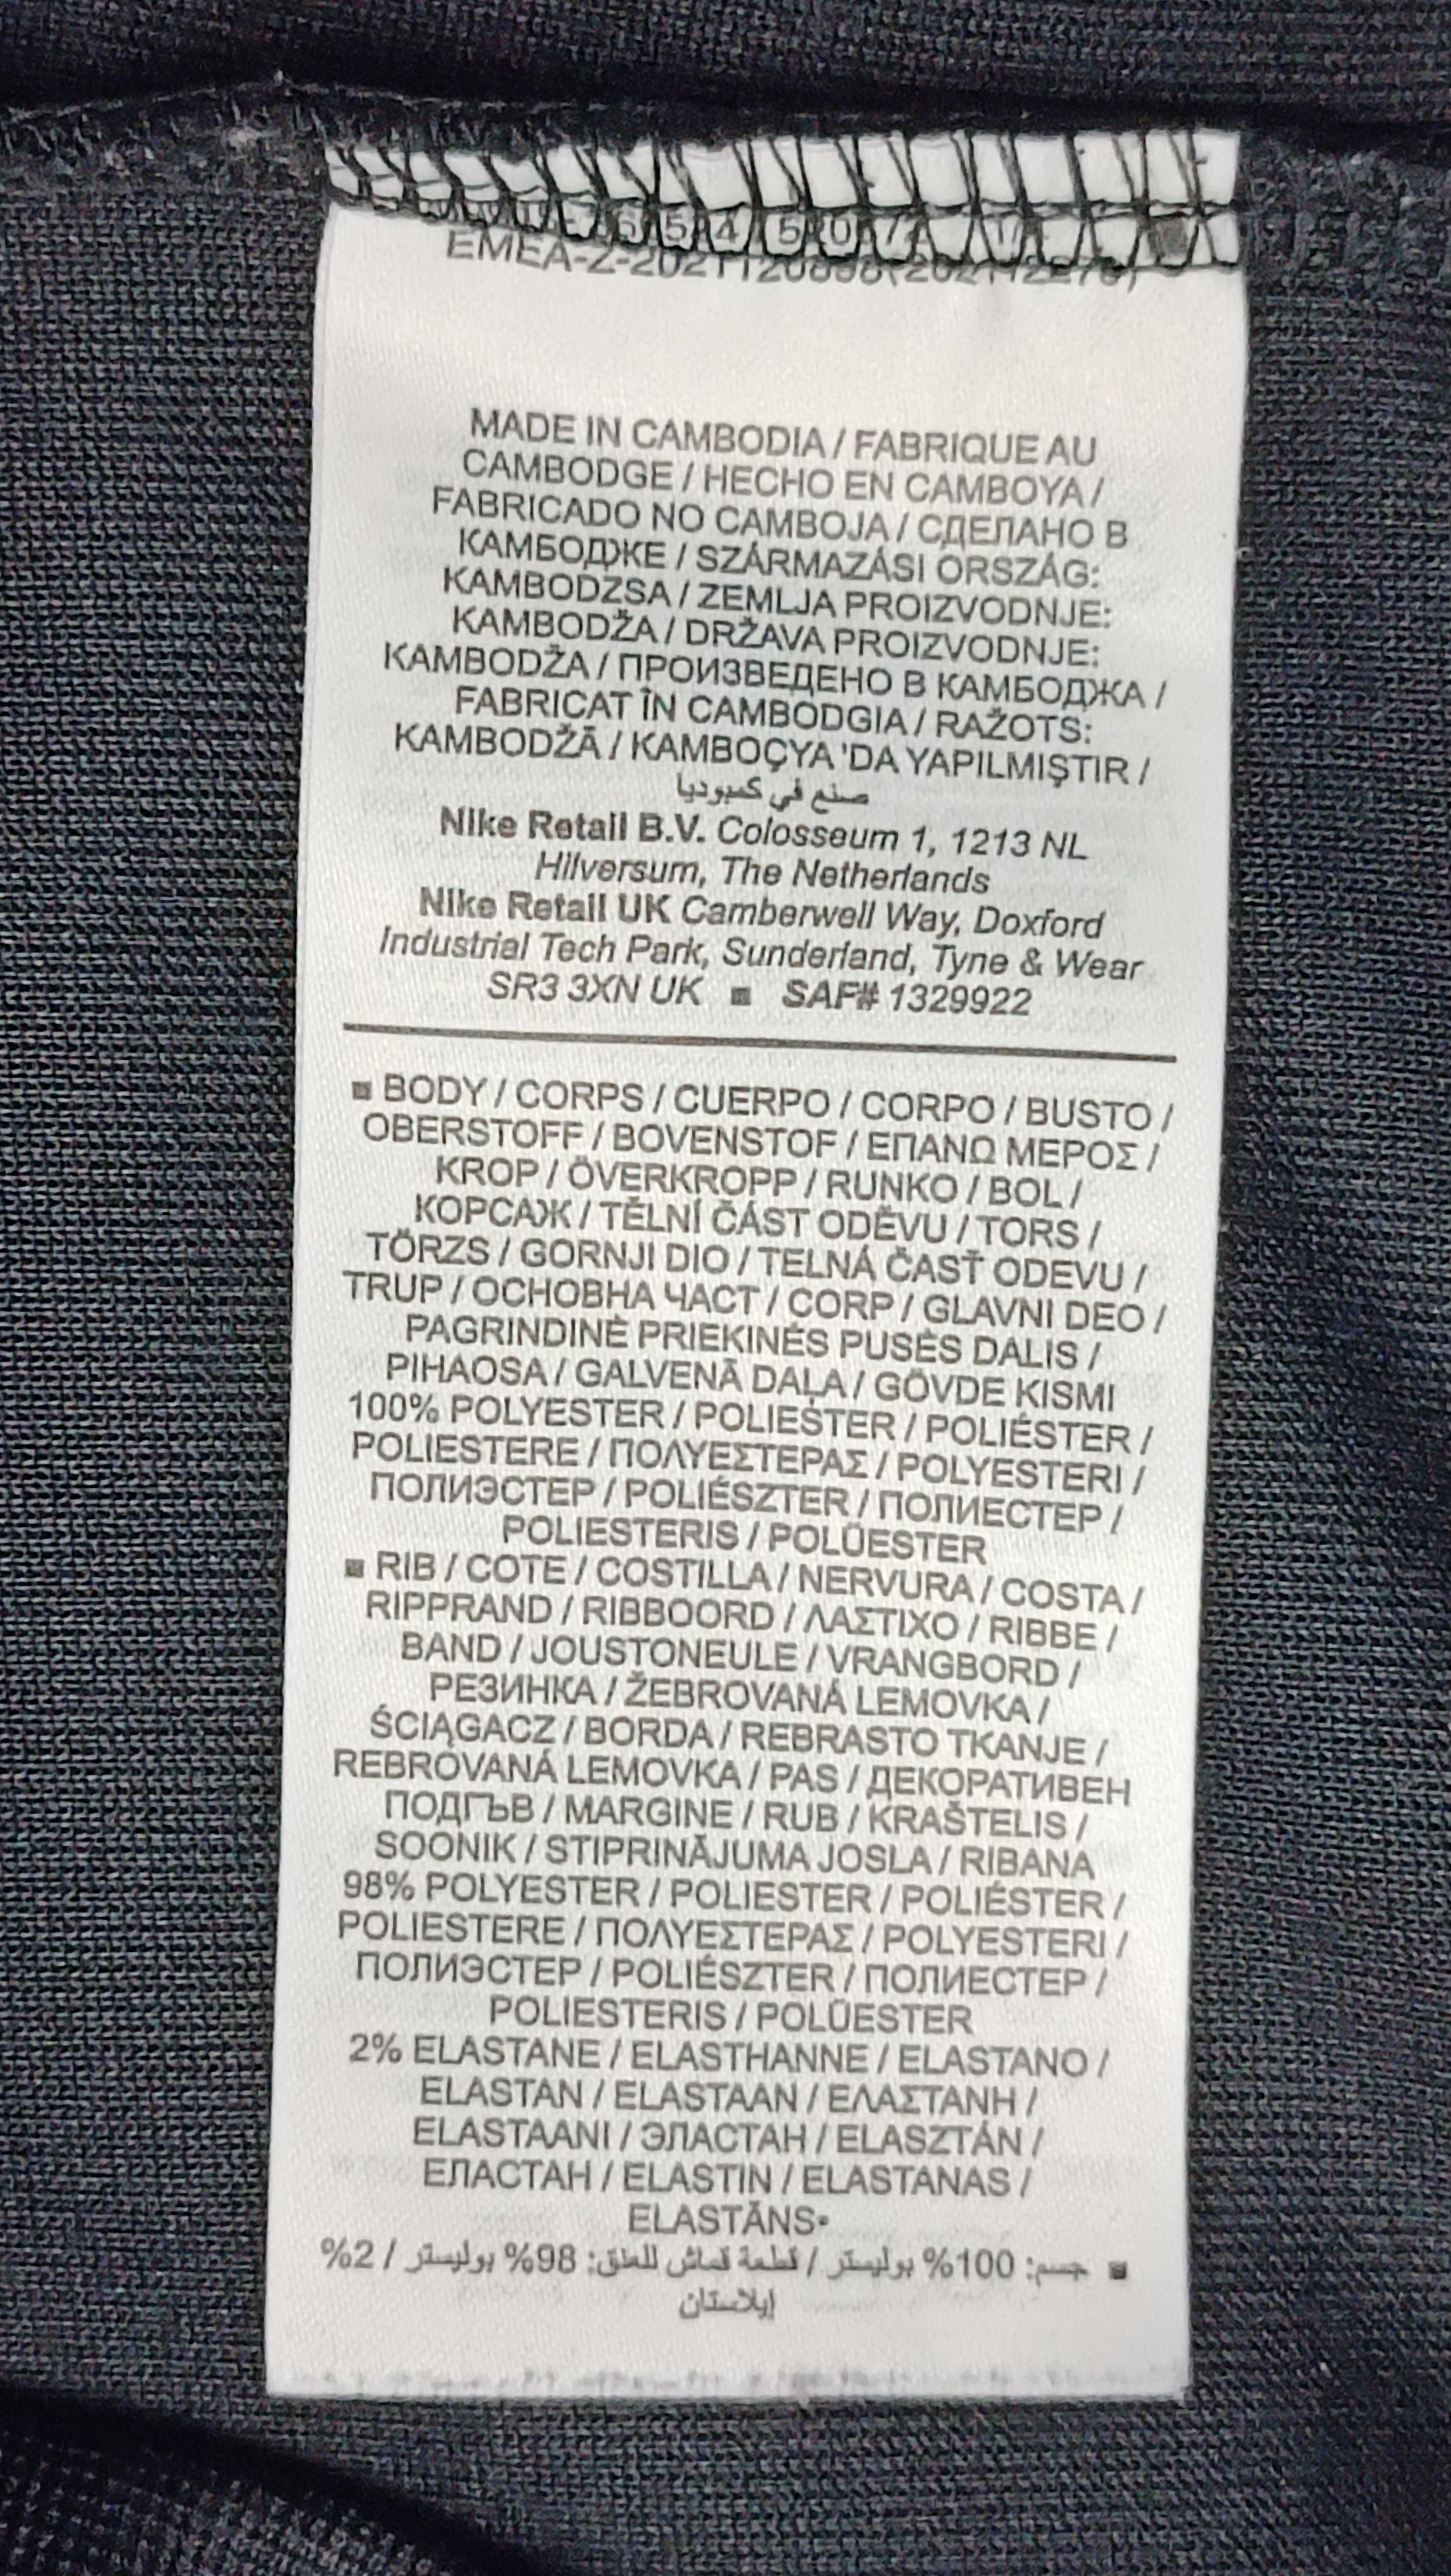 MADE IN CAMBODIA / FABRIQUE AU
CAMBODGE / HECHO EN CAMBOYA /
FABRICADO NO CAMBOJA / СДЕЛАНО В
КАМБОДЖЕ / SZÁRMAZÁSI ORSZÁG:
KAMBODZSA / ZEMLJA PROIZVODNJE:
KAMBODŽA / DRŽAVA PROIZVODNJE:
KAMBODŽA / ПРОИЗВЕДЕНО В КАМБОДЖА /
FABRICAT ÎN CAMBODGIA / RAŽOTS:
KAMBODŽĀ / KAMBOÇYA 'DA YAPILMIŞTIR /
صنع في كمبوديا
Nike Retail B.V. Colosseum 1, 1213 NL
Hilversum, The Netherlands
Nike Retail UK Camberwell Way, Doxford
Industrial Tech Park, Sunderland, Tyne & Wear
SR3 3XN UK ■ SAF# 1329922
■ BODY / CORPS / CUERPO / CORPO / BUSTO /
OBERSTOFF / BOVENSTOF / ΕΠΑΝΩ ΜΕΡΟΣ /
KROP / ÖVERKROPP / RUNKO / BOL /
КОРСАЖ / TĚLNÍ ČÁST ODĚVU / TORS /
TÖRZS / GORNJI DIO / TELNÁ ČASŤ ODEVU /
TRUP / ОСНОВНА ЧАСТ / CORP / GLAVNI DEO /
PAGRINDINĖ PRIEKINĖS PUSĖS DALIS /
PIHAOSA / GALVENĀ DAĻA / GÖVDE KISMI
100% POLYESTER / POLIESTER / POLIÉSTER /
POLIESTERE / ΠΟΛΥΕΣΤΕΡΑΣ / POLYESTERI /
ПОЛИЭСТЕР / POLIÉSZTER / ПОЛИЕСТЕР /
POLIESTERIS / POLÜESTER
■ RIB / COTE / COSTILLA / NERVURA / COSTA /
RIPPRAND / RIBBOORD / ΛΑΣΤΙΧΟ / RIBBE /
BAND / JOUSTONEULE / VRANGBORD /
РЕЗИНКА / ŽEBROVANÁ LEMOVKA /
ŚCIĄGACZ / BORDA / REBRASTO TKANJE /
REBROVANÁ LEMOVKA / PAS / ДЕКОРАТИВЕН
ПОДГЪВ / MARGINE / RUB / KRAŠTELIS /
SOONIK / STIPRINĀJUMA JOSLA / RIBANA
98% POLYESTER / POLIESTER / POLIÉSTER /
POLIESTERE / ΠΟΛΥΕΣΤΕΡΑΣ / POLYESTERI /
ПОЛИЭСТЕР / POLIÉSZTER / ПОЛИЕСТЕР /
POLIESTERIS / POLÜESTER
2% ELASTANE / ELASTHANNE / ELASTANO /
ELASTAN / ELASTAAN / ΕΛΑΣΤΑΝΗ /
ELASTAANI / ЭЛАСТАН / ELASZTÁN /
ЕЛАСТАН / ELASTIN / ELASTANAS /
ELASTĀNS•
■ جسم: 100% بوليستر / قطعة قماش للعنق: 98% بوليستر / 2%
إيلاستان